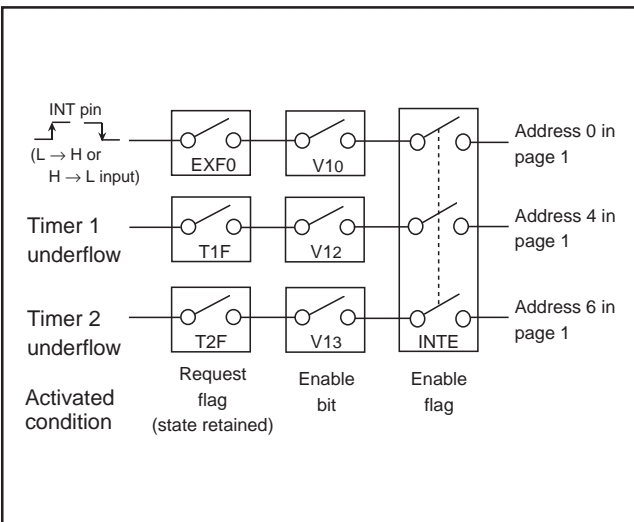 INT pin
(L → H or
H → L input)
EXF0
V10
Address 0 in
page 1
Timer 1
underflow
T1F
V12
Address 4 in
page 1
Timer 2
underflow
T2F
V13
INTE
Address 6 in
page 1
Activated
condition
Request
flag
(state retained)
Enable
bit
Enable
flag